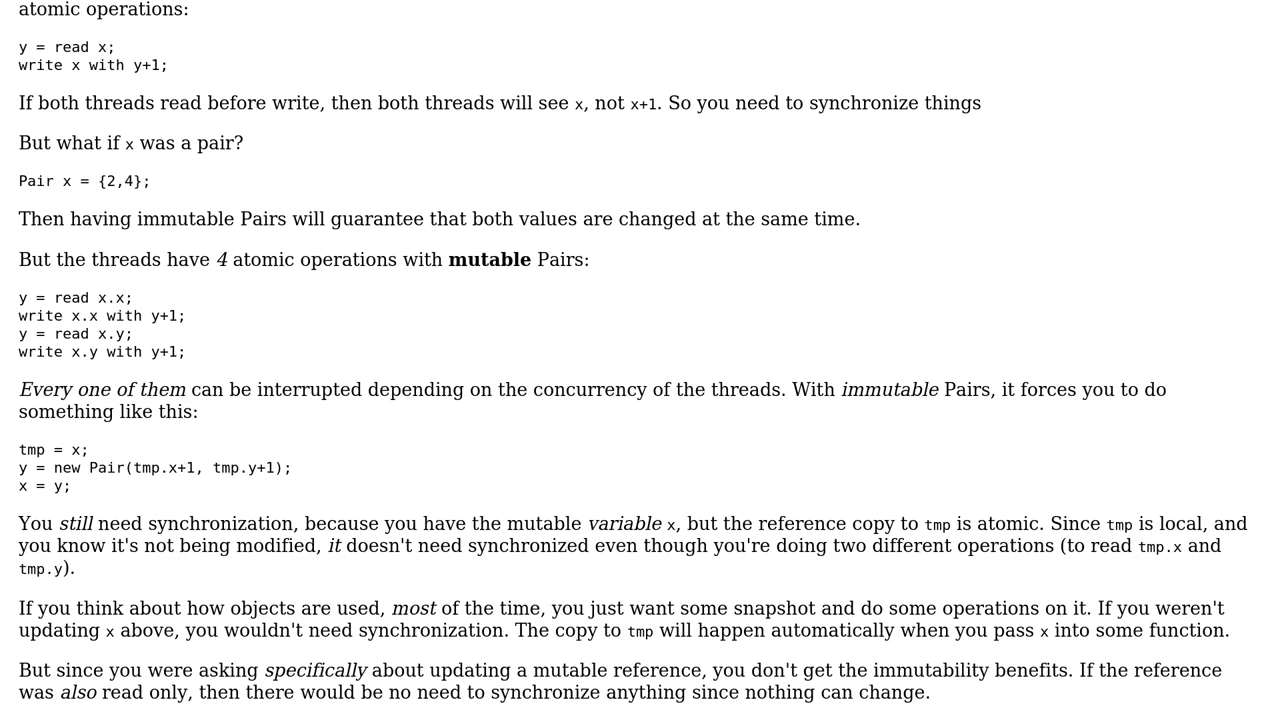 atomic operations:
y = read x;
write x with y+1;
If both threads read before write, then both threads will see x, not x+1. So you need to synchronize things
But what if x was a pair?
Pair x = {2,4};
Then having immutable Pairs will guarantee that both values are changed at the same time.
But the threads have 4 atomic operations with mutable Pairs:
y = read x.x;
write x.x with y+1;
y = read x.y;
write x.y with y+1;
Every one of them can be interrupted depending on the concurrency of the threads. With immutable Pairs, it forces you to do
something like this:
tmp = x;
y = new Pair(tmp.x+1, tmp.y+1);
x = y;
You still need synchronization, because you have the mutable variable x, but the reference copy to tmp is atomic. Since tmp is local, and
you know it's not being modified, it doesn't need synchronized even though you're doing two different operations (to read tmp.x and
tmp.y).
If you think about how objects are used, most of the time, you just want some snapshot and do some operations on it. If you weren't
updating x above, you wouldn't need synchronization. The copy to tmp will happen automatically when you pass x into some function.
But since you were asking specifically about updating a mutable reference, you don't get the immutability benefits. If the reference
was also read only, then there would be no need to synchronize anything since nothing can change.